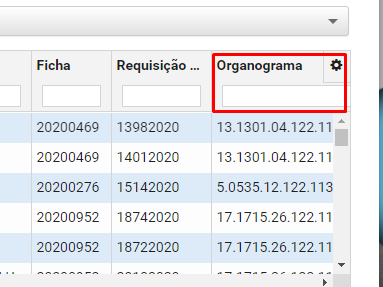 Ficha Requisição ... Organograma
20200469 13982020 13.1301.04.122.11
20200469 14012020 13.1301.04.122.11
20200276 15142020 5.0535.12.122.113
20200952 18742020 17.1715.26.122.11
20200952 18722020 17.1715.26.122.11